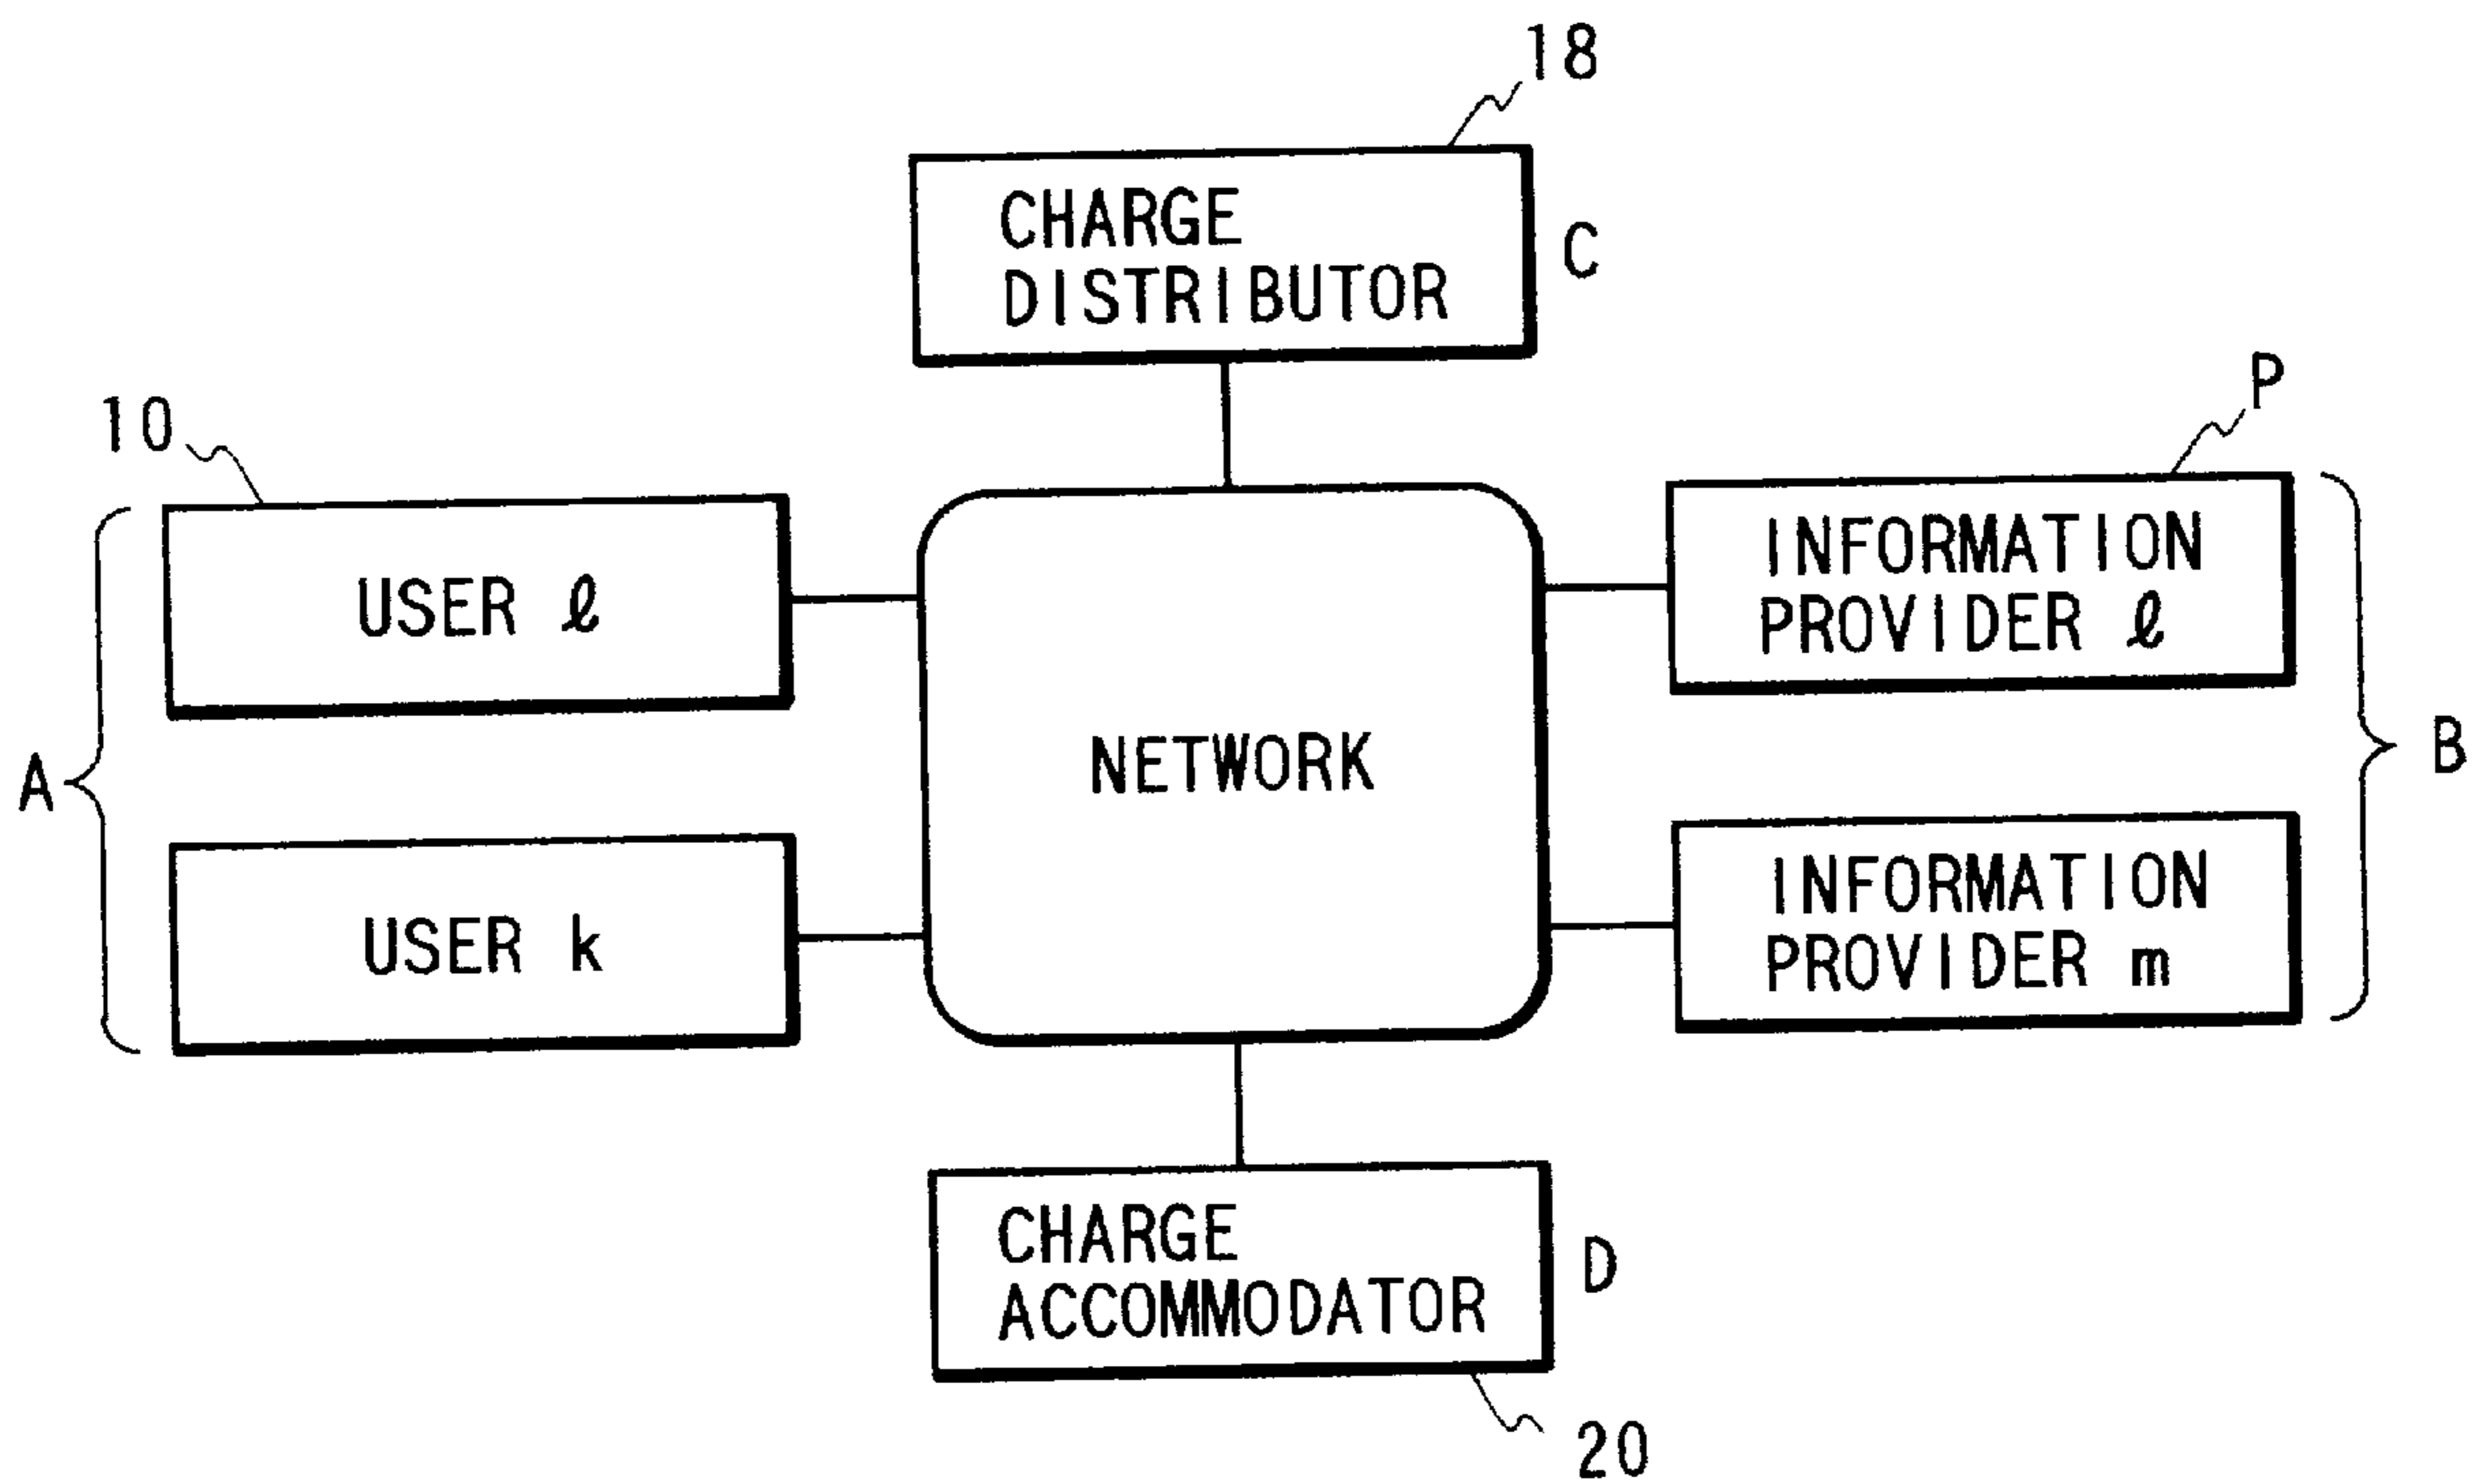 18
CHARGE
DISTRIBUTOR
C
10
P
USER ℓ
INFORMATION
PROVIDER ℓ
A
NETWORK
B
USER k
INFORMATION
PROVIDER m
CHARGE
ACCOMMODATOR
D
20